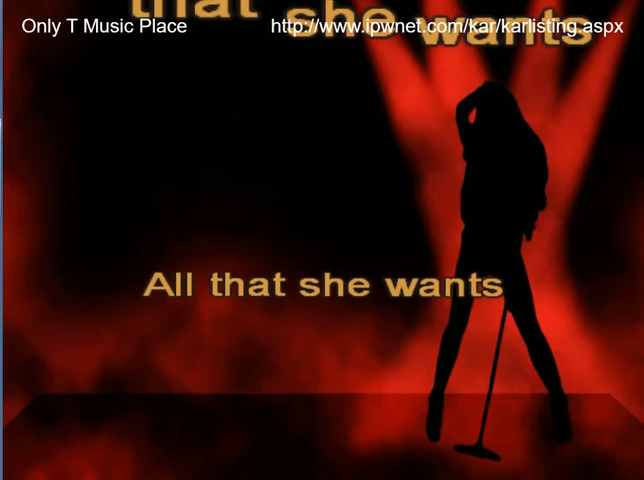 that she wants
Only T Music Place http://www.ipwnet.com/kar/karlisting.aspx
All that she wants